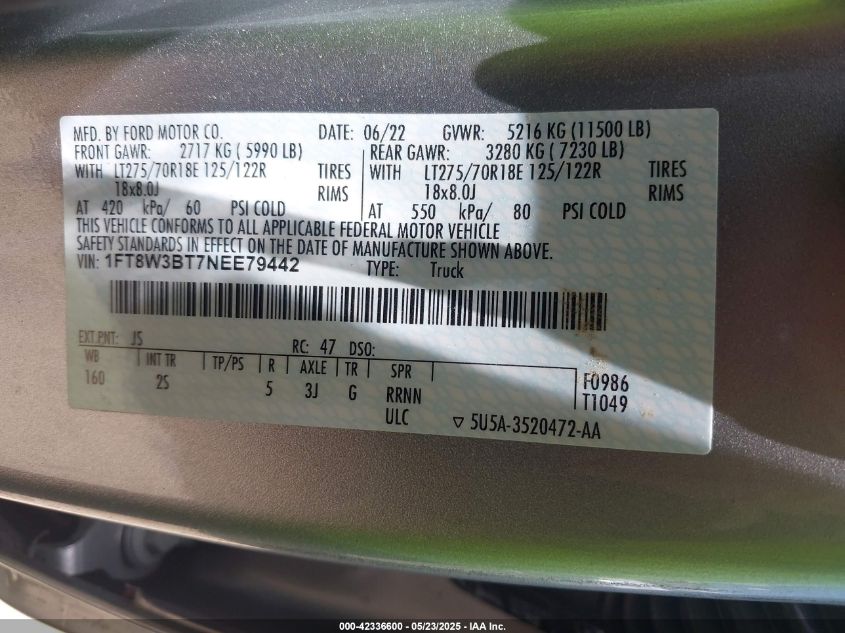 MFD. BY FORD MOTOR CO. DATE: 06/22 GVWR: 5216 KG (11500 LB)
FRONT GAWR: 2717 KG ( 5990 LB) REAR GAWR: 3280 KG ( 7230 LB)
WITH LT275/70R18E 125/122R TIRES WITH LT275/70R18E 125/122R TIRES
18x8.0J RIMS 18x8.0J RIMS
AT 420 kPa/ 60 PSI COLD AT 550 kPa/ 80 PSI COLD
THIS VEHICLE CONFORMS TO ALL APPLICABLE FEDERAL MOTOR VEHICLE
SAFETY STANDARDS IN EFFECT ON THE DATE OF MANUFACTURE SHOWN ABOVE.
VIN: 1FT8W3BT7NEE79442 TYPE: Truck
EXT.PNT: JS RC: 47 DSO:
WB INT TR TP/PS R AXLE TR SPR
160 2S 5 3J G RRNN F0986
ULC T1049
▽ 5U5A-3520472-AA
000-42336600 - 05/23/2025 - IAA Inc.